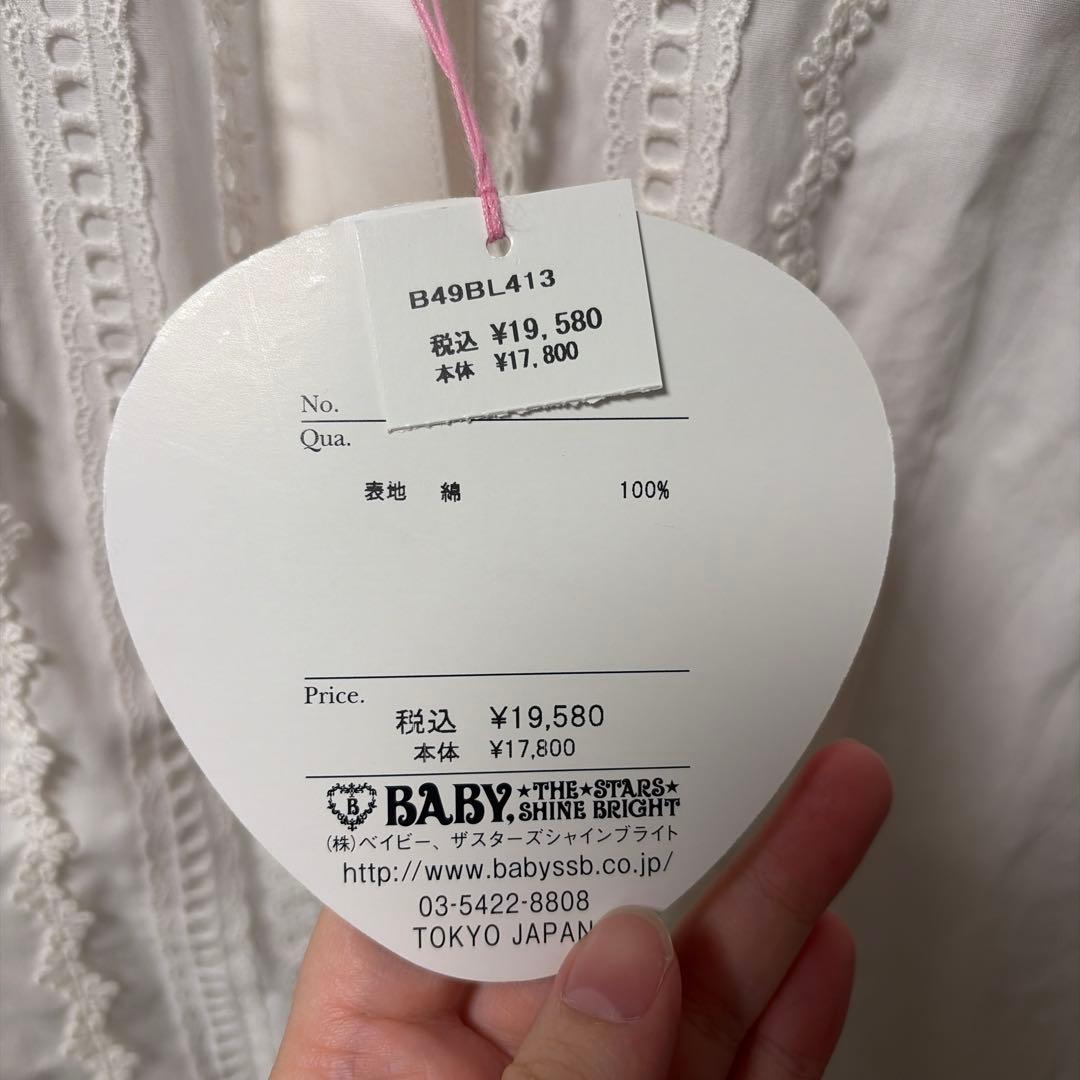 B49BL413
税込 ¥19,580
本体 ¥17,800
No.
Qua.
表地 綿 100%
Price.
税込 ¥19,580
本体 ¥17,800
B BABY, ★THE★STARS★
SHINE BRIGHT
(株)ベイビー、ザスターズシャインブライト
http://www.babyssb.co.jp/
03-5422-8808
TOKYO JAPAN